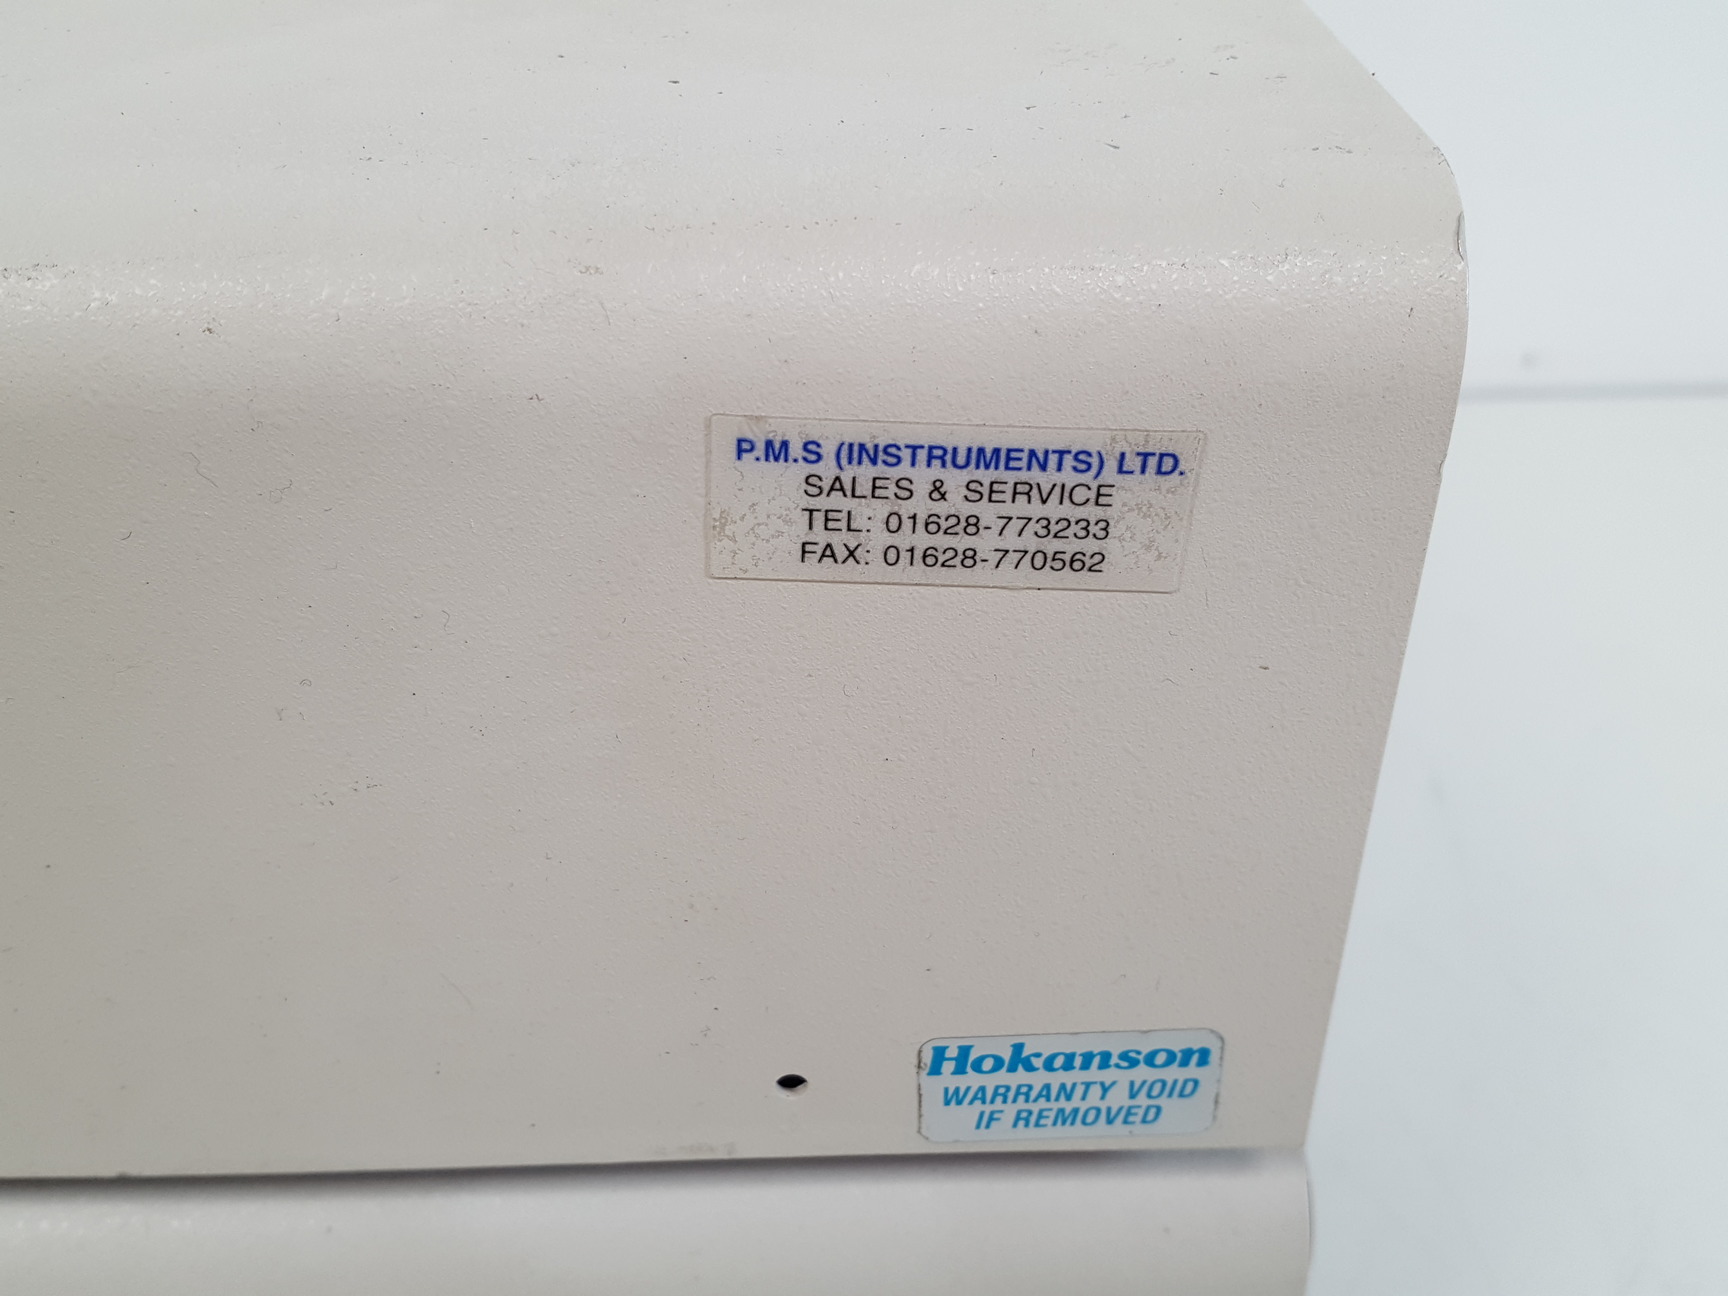 P.M.S (INSTRUMENTS) LTD.
SALES & SERVICE
TEL: 01628-773233
FAX: 01628-770562
Hokanson
WARRANTY VOID
IF REMOVED